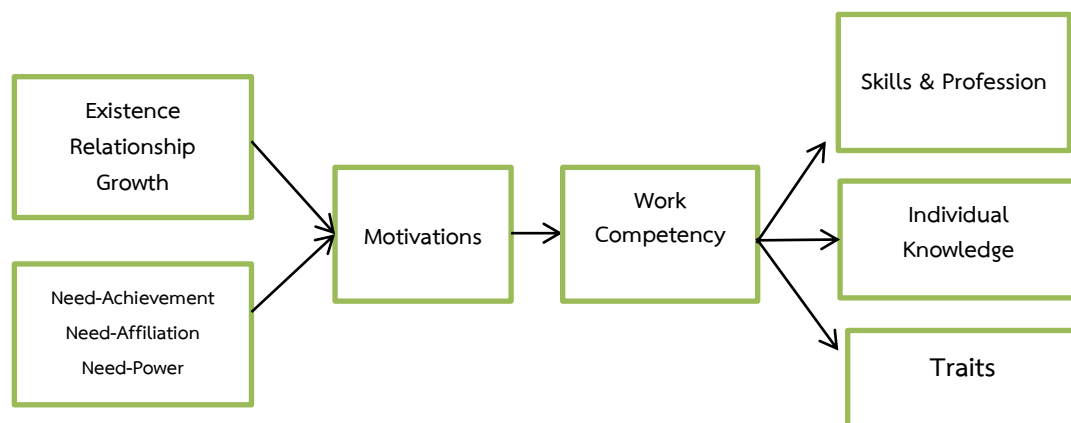 Existence
Relationship
Growth
Need-Achievement
Need-Affiliation
Need-Power
Motivations
Work
Competency
Skills & Profession
Individual
Knowledge
Traits